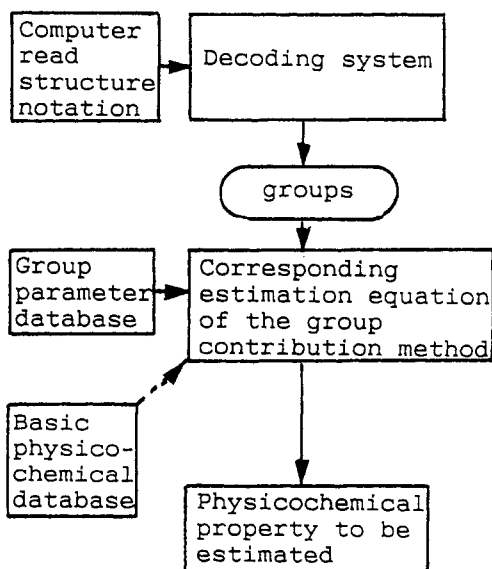 Computer
read
structure
notation
Decoding system
groups
Group
parameter
database
Corresponding
estimation equation
of the group
contribution method
Basic
physico-
chemical
database
Physicochemical
property to be
estimated